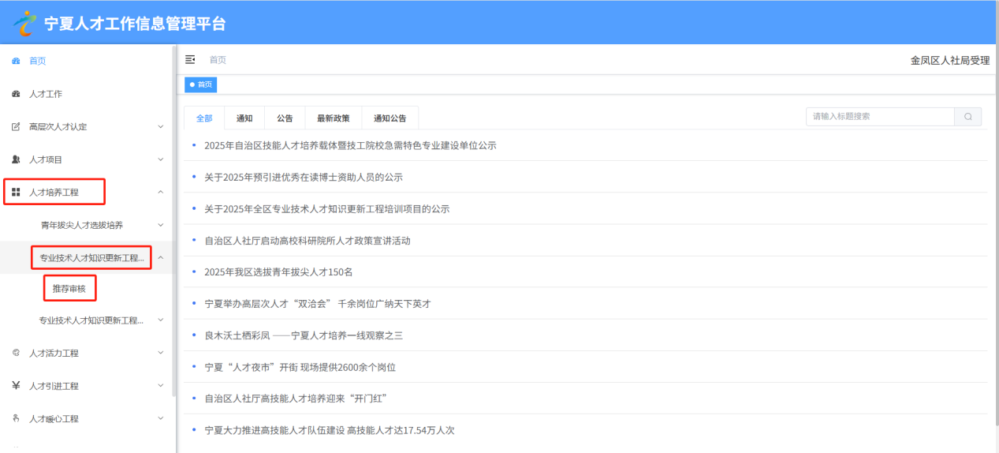 宁夏人才工作信息管理平台
首页
人才工作
高层次人才认定
人才项目
人才培养工程
青年拔尖人才选拔培养
专业技术人才知识更新工程...
推荐审核
专业技术人才知识更新工程...
人才活力工程
人才引进工程
人才暖心工程
首页
金凤区人社局受理
首页
全部 通知 公告 最新政策 通知公告
请输入标题搜索
2025年自治区技能人才培养载体暨技工院校急需特色专业建设单位公示
关于2025年预引进优秀在读博士资助人员的公示
关于2025年全区专业技术人才知识更新工程培训项目的公示
自治区人社厅启动高校科研院所人才政策宣讲活动
2025年我区选拔青年拔尖人才150名
宁夏举办高层次人才“双洽会” 千余岗位广纳天下英才
良木沃土栖彩凤 ——宁夏人才培养一线观察之三
宁夏“人才夜市”开街 现场提供2600余个岗位
自治区人社厅高技能人才培养迎来“开门红”
宁夏大力推进高技能人才队伍建设 高技能人才达17.54万人次